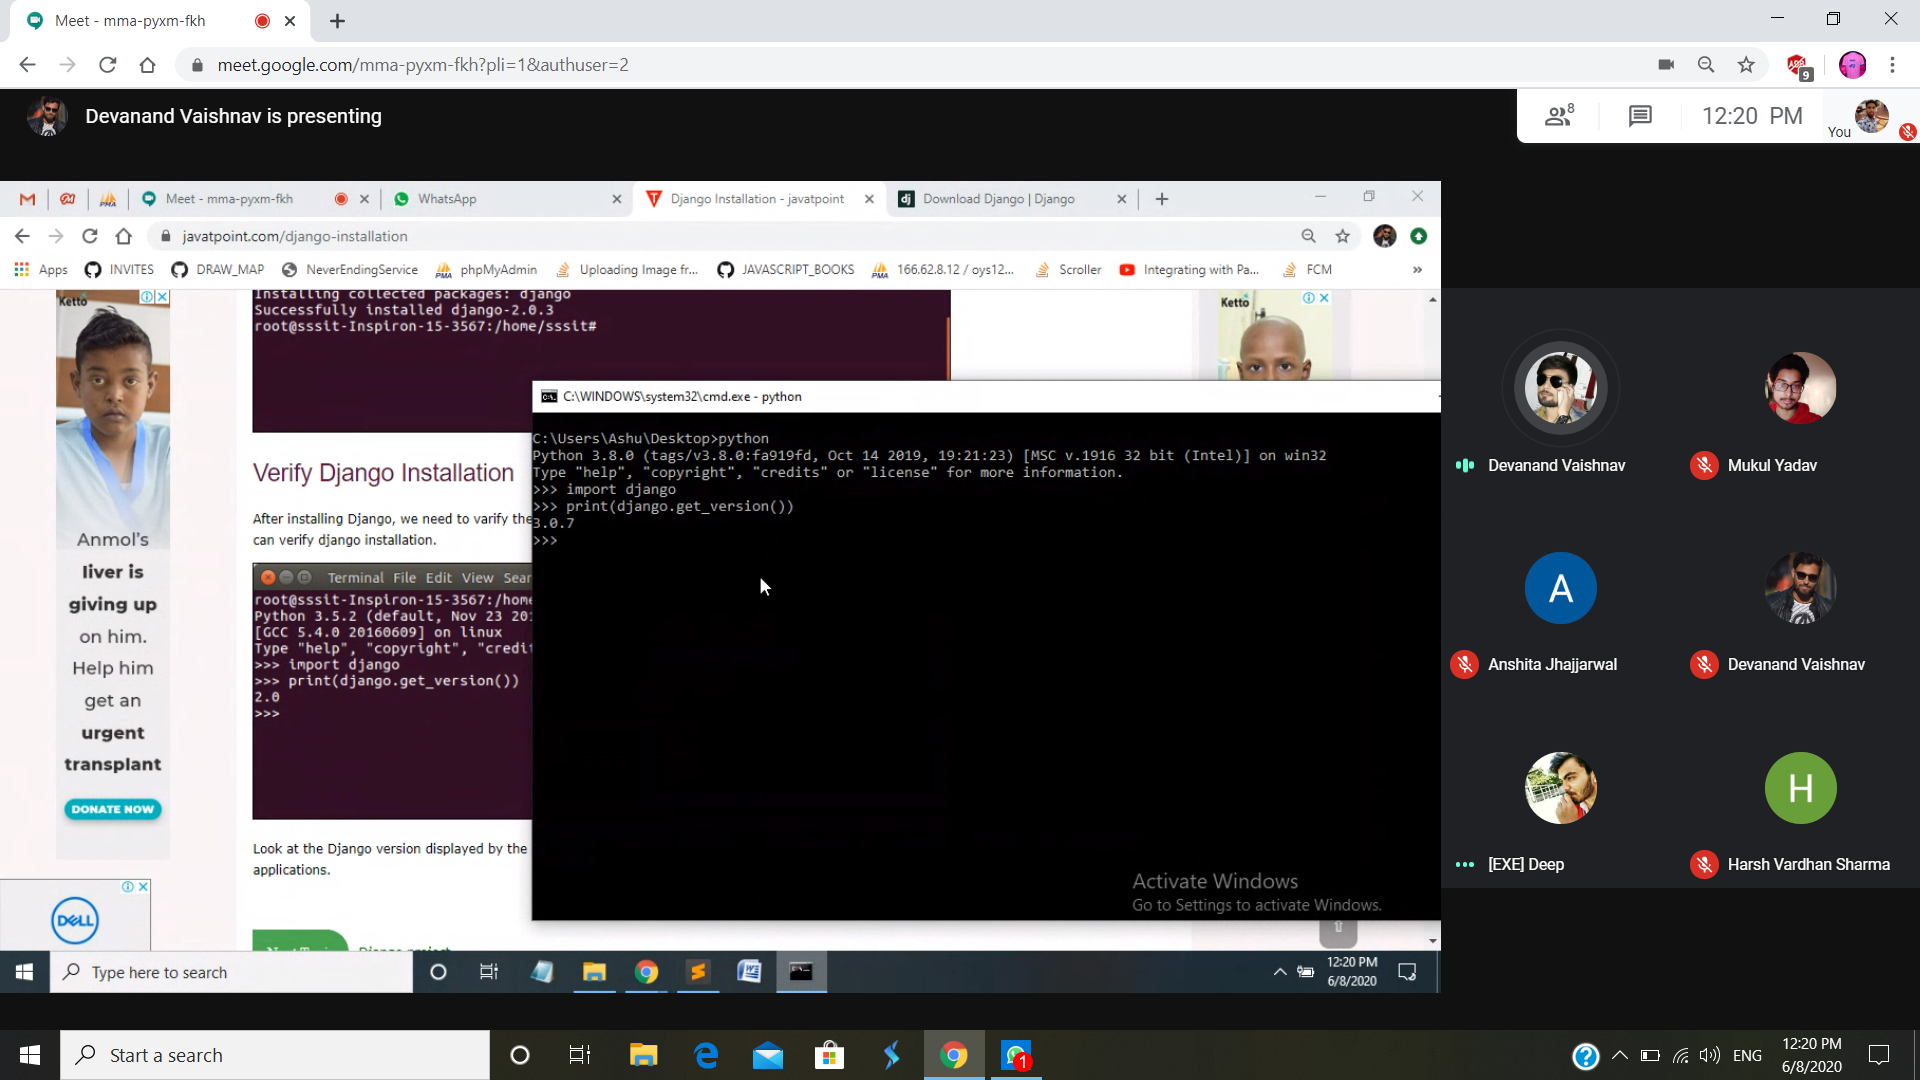 Meet - mma-pyxm-fkh
meet.google.com/mma-pyxm-fkh?pli=1&authuser=2
9
Devanand Vaishnav is presenting
8
12:20 PM
You
Meet - mma-pyxm-fkh
WhatsApp
Django Installation - javatpoint
dj
Download Django | Django
javatpoint.com/django-installation
Apps
INVITES
DRAW_MAP
NeverEndingService
phpMyAdmin
Uploading Image fr...
JAVASCRIPT_BOOKS
166.62.8.12 / oys12...
Scroller
Integrating with Pa...
FCM
»
Ketto
Installing collected packages: django
Successfully installed django-2.0.3
root@sssit-Inspiron-15-3567:/home/sssit#
Ketto
C:\WINDOWS\system32\cmd.exe - python
C:\Users\Ashu\Desktop>python
Python 3.8.0 (tags/v3.8.0:fa919fd, Oct 14 2019, 19:21:23) [MSC v.1916 32 bit (Intel)] on win32
Type "help", "copyright", "credits" or "license" for more information.
>>> import django
>>> print(django.get_version())
3.0.7
>>>
Verify Django Installation
After installing Django, we need to varify the
can verify django installation.
Terminal File Edit View Sear
root@sssit-Inspiron-15-3567:/home
Python 3.5.2 (default, Nov 23 201
[GCC 5.4.0 20160609] on linux
Type "help", "copyright", "credit
>>> import django
>>> print(django.get_version())
2.0
>>>
Look at the Django version displayed by the
applications.
Anmol's
liver is
giving up
on him.
Help him
get an
urgent
transplant
DONATE NOW
DELL
Activate Windows
Go to Settings to activate Windows.
Type here to search
12:20 PM
6/8/2020
Devanand Vaishnav
Mukul Yadav
A
Anshita Jhajjarwal
Devanand Vaishnav
[EXE] Deep
H
Harsh Vardhan Sharma
Start a search
1
ENG
12:20 PM
6/8/2020